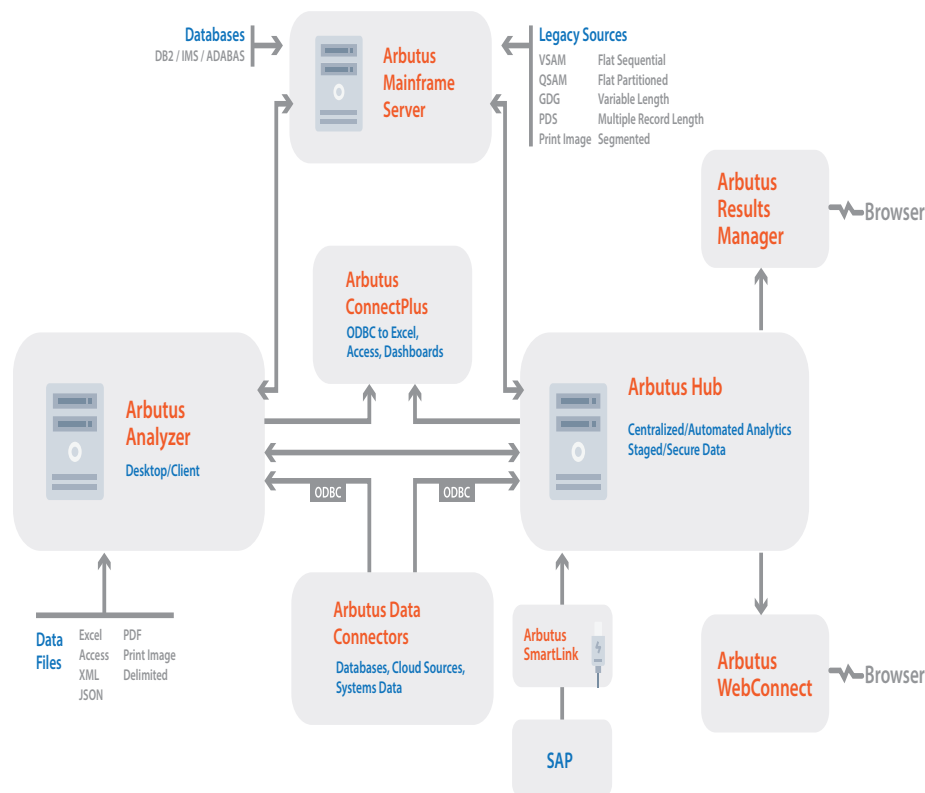 Databases
DB2 / IMS / ADABAS
Arbutus
Mainframe
Server
Legacy Sources
VSAM Flat Sequential
QSAM Flat Partitioned
GDG Variable Length
PDS Multiple Record Length
Print Image Segmented
Arbutus
Results
Manager
Browser
Arbutus
ConnectPlus
ODBC to Excel,
Access, Dashboards
Arbutus
Analyzer
Desktop/Client
Arbutus Hub
Centralized/Automated Analytics
Staged/Secure Data
ODBC
ODBC
Data
Files
Excel PDF
Access Print Image
XML Delimited
JSON
Arbutus Data
Connectors
Databases, Cloud Sources,
Systems Data
Arbutus
SmartLink
SAP
Arbutus
WebConnect
Browser